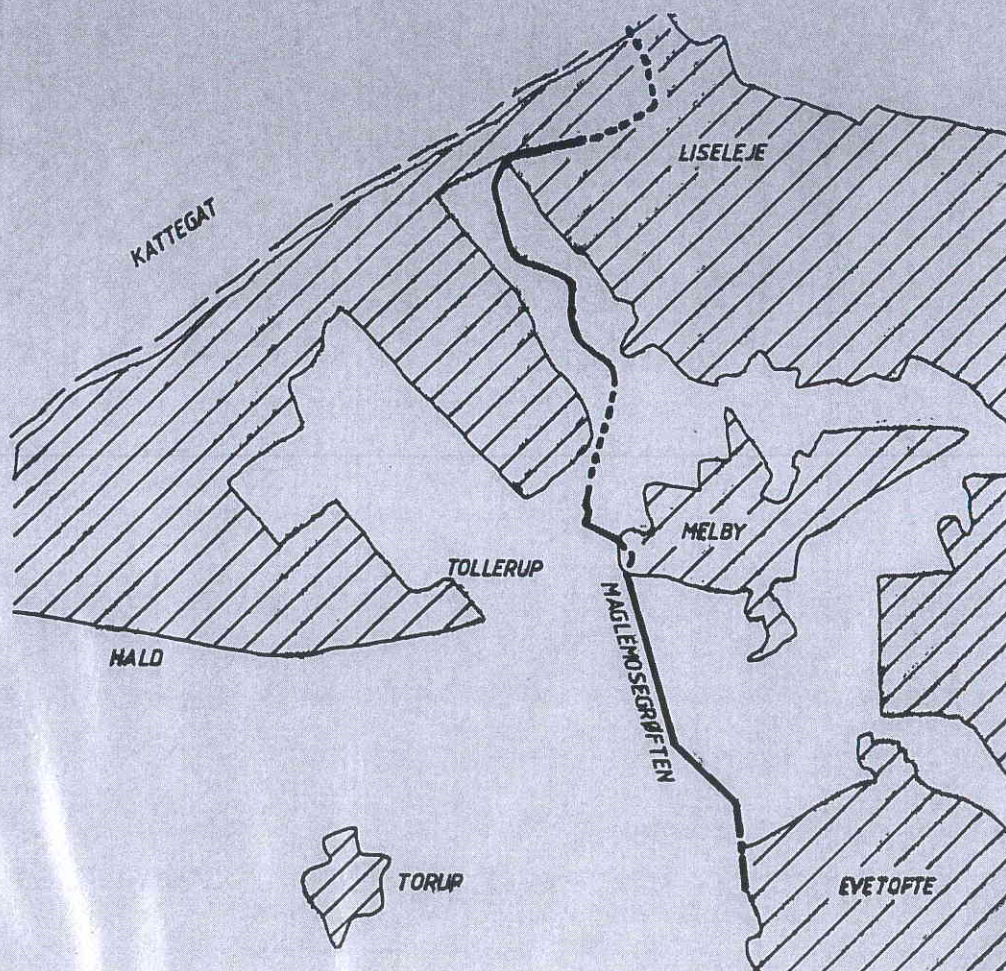 LISELEJE
KATTEGAT
MELBY
TOLLERUP
MAGLEMOSEGRØFTEN
HALD
TORUP
EVETOFTE